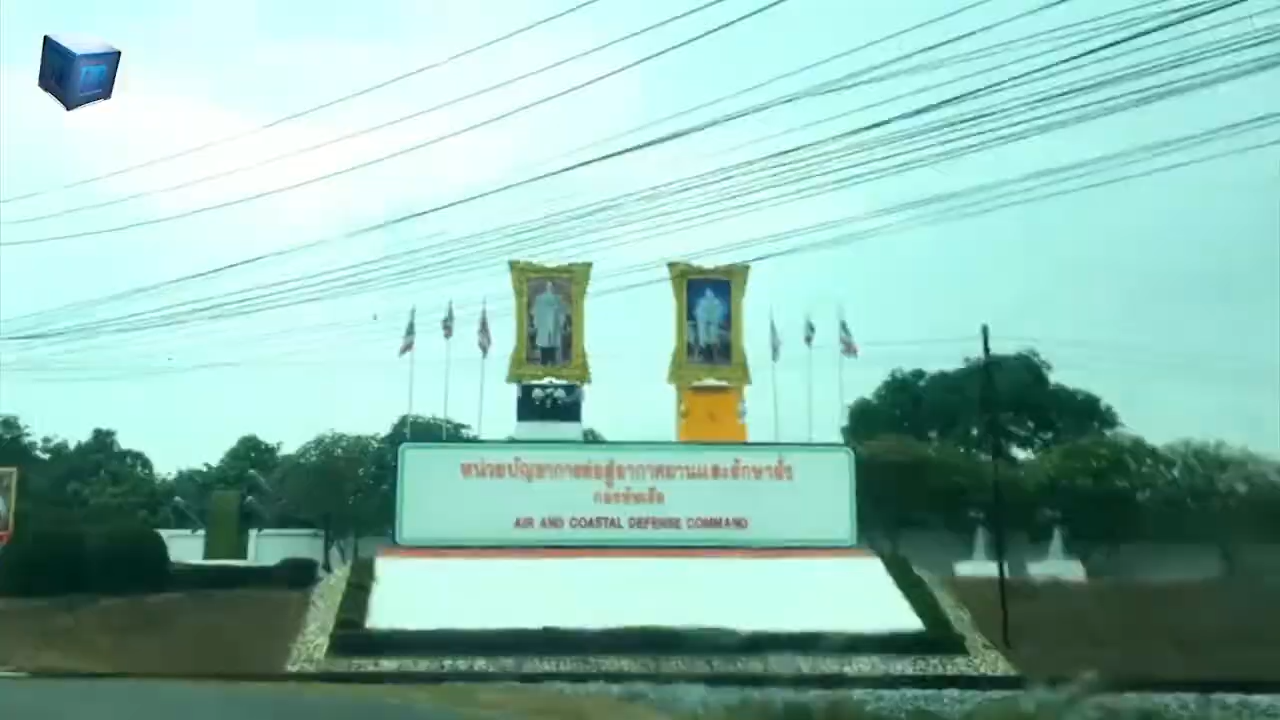 หน่วยบัญชาการต่อสู้อากาศยานและรักษาฝั่ง
กองทัพเรือ
AIR AND COASTAL DEFENSE COMMAND